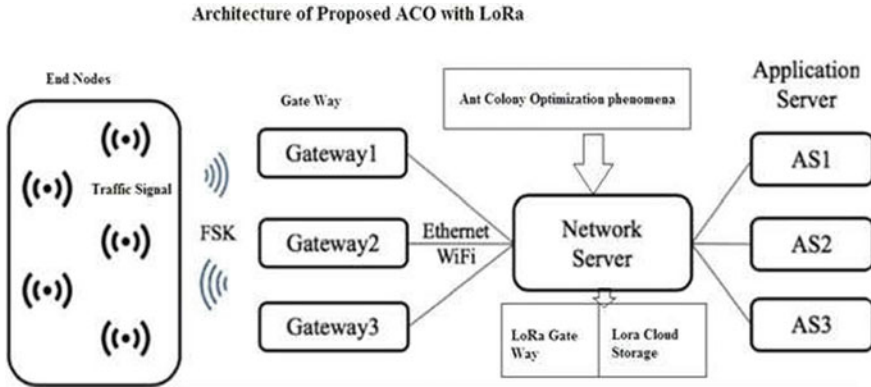 Architecture of Proposed ACO with LoRa
End Nodes
Traffic Signal
FSK
Gate Way
Gateway1
Gateway2
Gateway3
Ethernet
WiFi
Ant Colony Optimization phenomena
Network
Server
LoRa Gate
Way
Lora Cloud
Storage
Application
Server
AS1
AS2
AS3